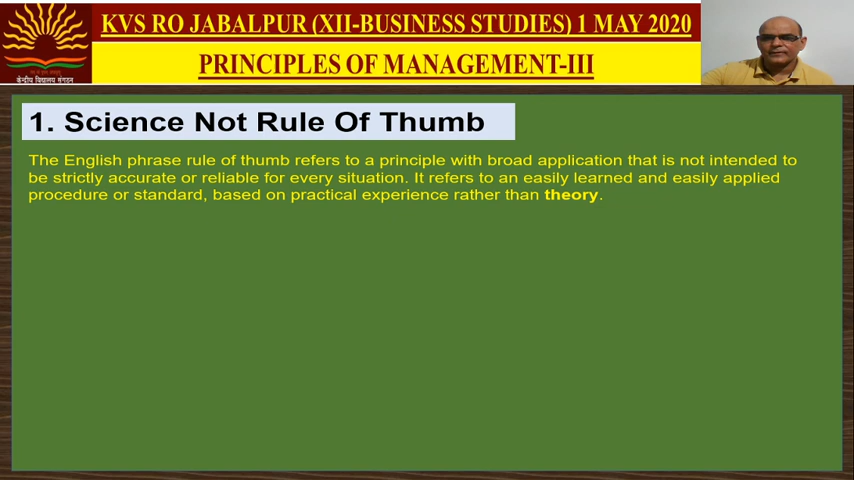 KVS RO JABALPUR (XII-BUSINESS STUDIES) 1 MAY 2020
PRINCIPLES OF MANAGEMENT-III
केन्द्रीय विद्यालय संगठन
1. Science Not Rule Of Thumb
The English phrase rule of thumb refers to a principle with broad application that is not intended to
be strictly accurate or reliable for every situation. It refers to an easily learned and easily applied
procedure or standard, based on practical experience rather than theory.